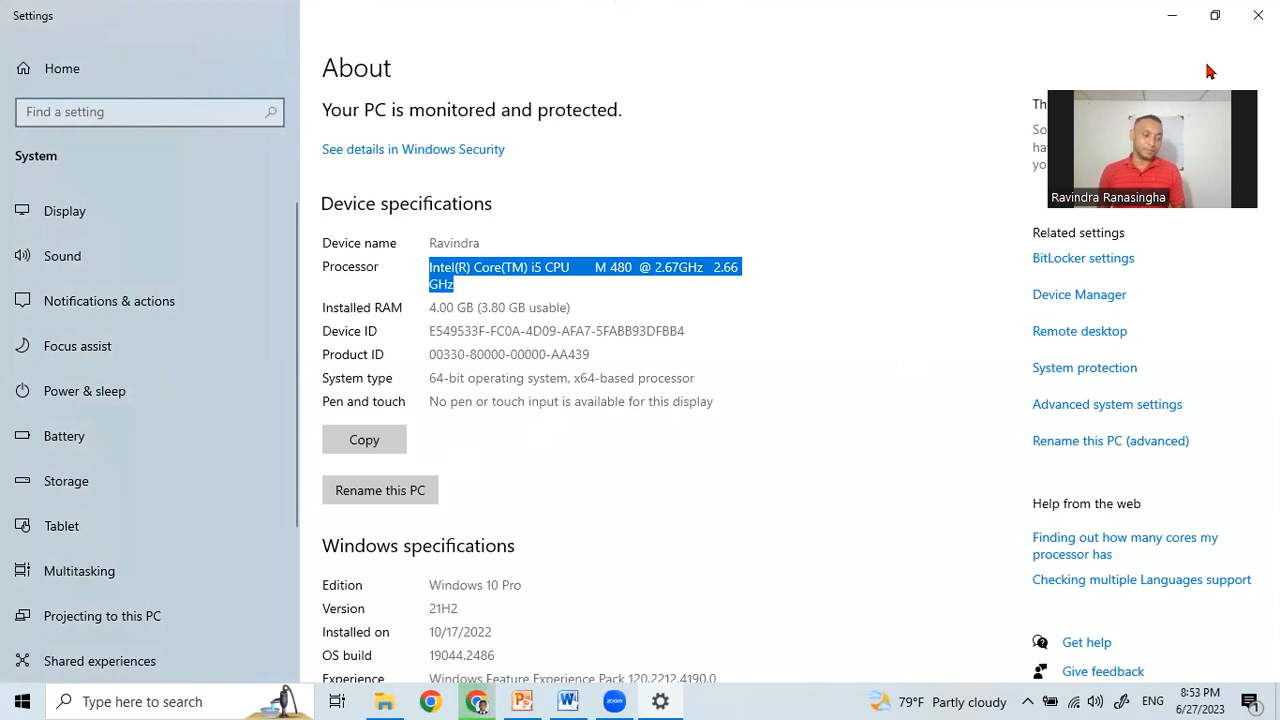 Settings
Home
Find a setting
System
Display
Sound
Notifications & actions
Focus assist
Power & sleep
Battery
Storage
Tablet
Multitasking
Projecting to this PC
Shared experiences
About
Your PC is monitored and protected.
See details in Windows Security
Device specifications
Device name Ravindra
Processor Intel(R) Core(TM) i5 CPU M 480 @ 2.67GHz 2.66
GHz
Installed RAM 4.00 GB (3.80 GB usable)
Device ID E549533F-FC0A-4D09-AFA7-5FABB93DFBB4
Product ID 00330-80000-00000-AA439
System type 64-bit operating system, x64-based processor
Pen and touch No pen or touch input is available for this display
Copy
Rename this PC
Windows specifications
Edition Windows 10 Pro
Version 21H2
Installed on 10/17/2022
OS build 19044.2486
Experience Windows Feature Experience Pack 120.2212.4190.0
Th
So
ha
yo
Ravindra Ranasingha
Related settings
BitLocker settings
Device Manager
Remote desktop
System protection
Advanced system settings
Rename this PC (advanced)
Help from the web
Finding out how many cores my
processor has
Checking multiple Languages support
Get help
Give feedback
Type here to search
zoom
79°F Partly cloudy
ENG
8:53 PM
6/27/2023
1